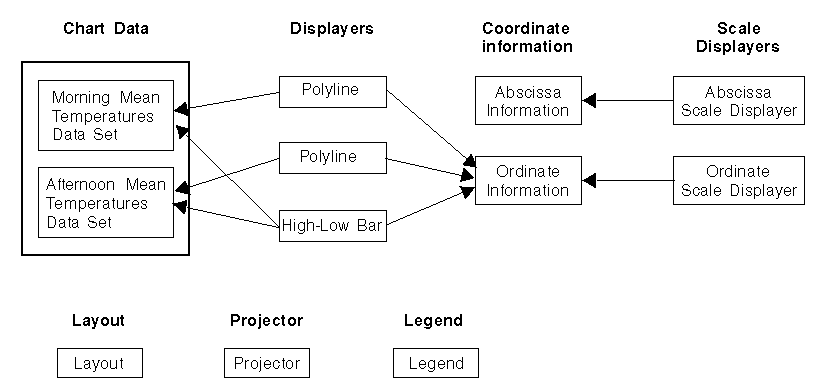 Chart Data
Displayers
Coordinate
information
Scale
Displayers
Morning Mean
Temperatures
Data Set
Afternoon Mean
Temperatures
Data Set
Polyline
Polyline
High-Low Bar
Abscissa
Information
Ordinate
Information
Abscissa
Scale Displayer
Ordinate
Scale Displayer
Layout
Projector
Legend
Layout
Projector
Legend